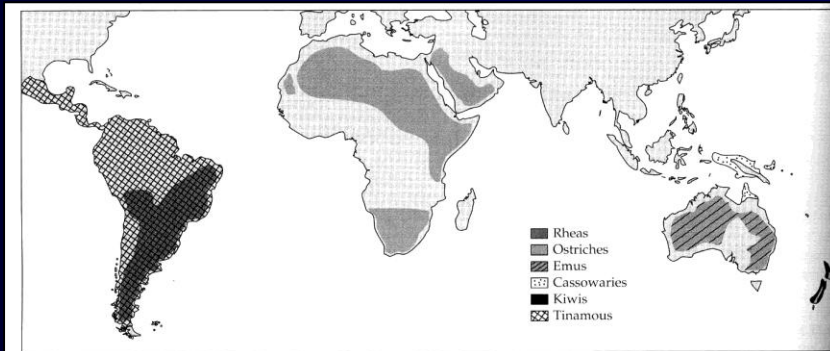 Rheas
Ostriches
Emus
Cassowaries
Kiwis
Tinamous